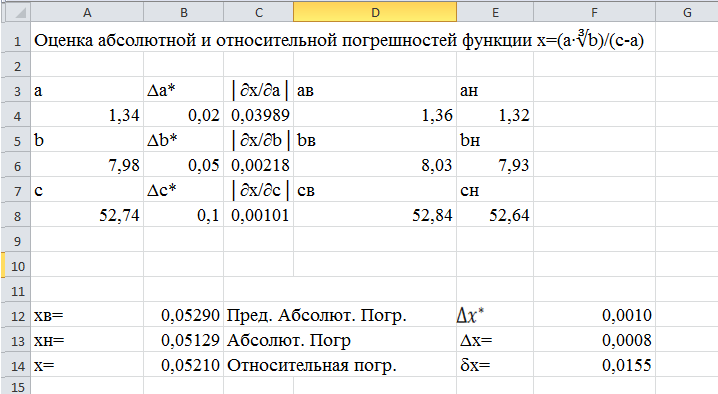 A B C D E F G
1 Оценка абсолютной и относительной погрешностей функции x=(a·∛b)/(c-a)
2
3 a Δa* |∂x/∂a| aв aн
4 1,34 0,02 0,03989 1,36 1,32
5 b Δb* |∂x/∂b| bв bн
6 7,98 0,05 0,00218 8,03 7,93
7 c Δc* |∂x/∂c| cв cн
8 52,74 0,1 0,00101 52,84 52,64
9
10
11
12 xв= 0,05290 Пред. Абсолют. Погр. Δx* 0,0010
13 xн= 0,05129 Абсолют. Погр Δx= 0,0008
14 x= 0,05210 Относительная погр. δx= 0,0155
15